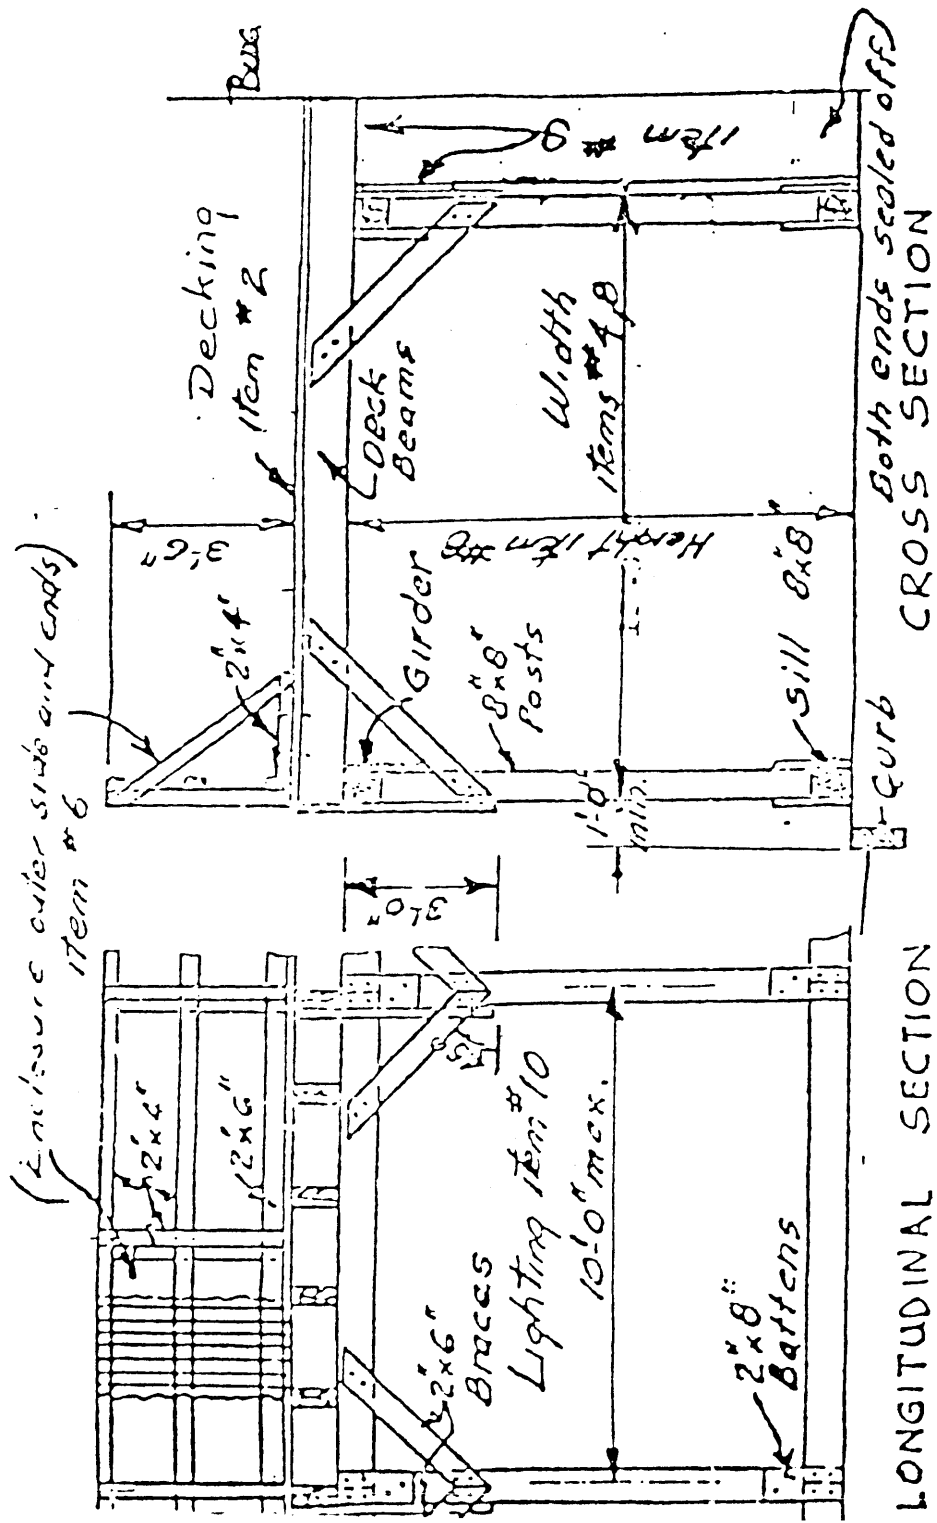 (Enclosure outer side and ends)
item # 6
2"x4"
2"x6"
2"x6"
Braces
Lighting item #10
10'-0" max.
2"x8"
Battens
LONGITUDINAL SECTION
3'-0"
3'-6"
2"x4"
Decking
item # 2
BLDG
Deck
Beams
Girder
8"x8"
Posts
Height item #8
Width
items #4,8
item # 9
1'-0"
min
Sill 8"x8"
Curb
Both ends sealed off
CROSS SECTION